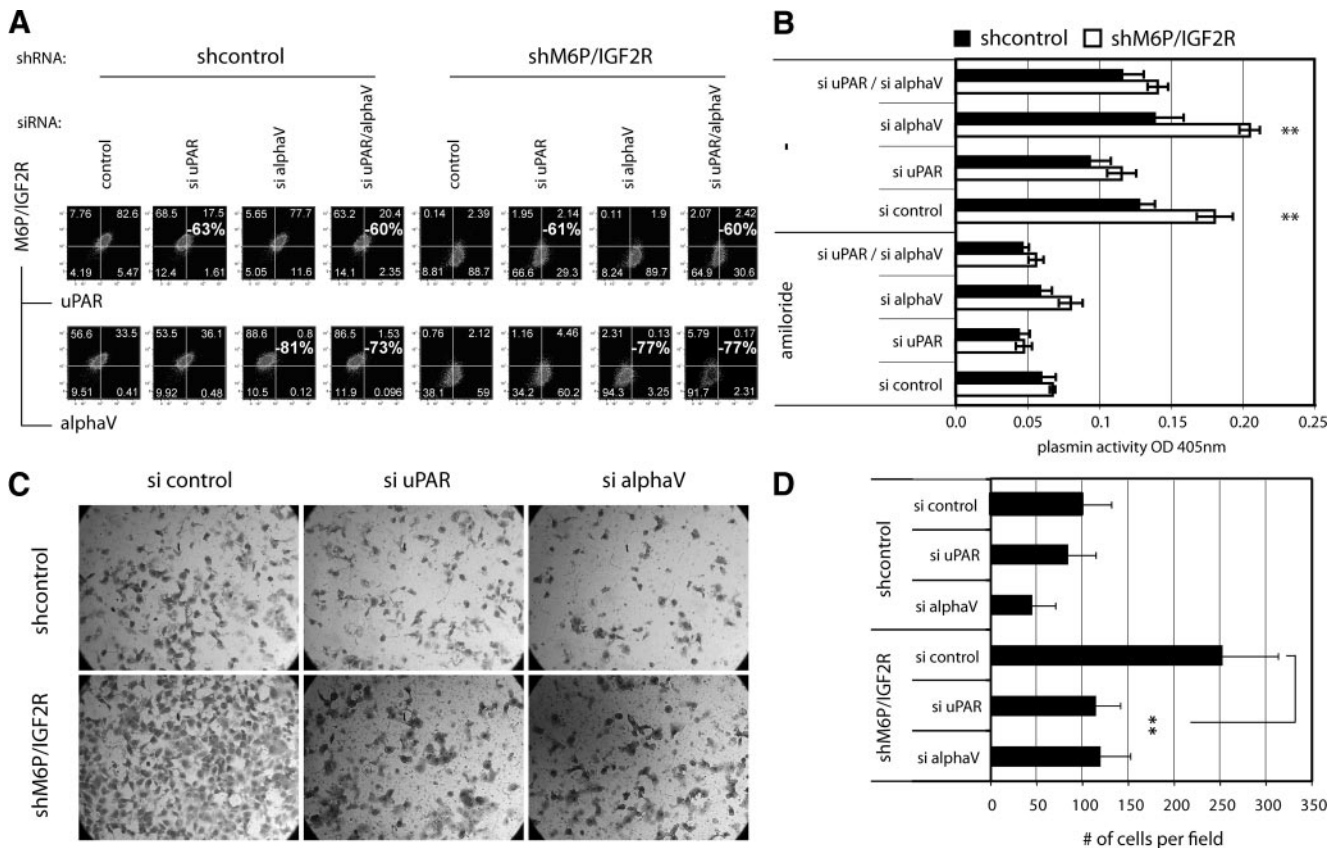 A
shRNA:
shcontrol
shM6P/IGF2R
siRNA:
control
si uPAR
si alphaV
si uPAR/alphaV
control
si uPAR
si alphaV
si uPAR/alphaV
M6P/IGF2R
7.76 82.6
4.19 5.47
68.5 17.5
-63%
12.4 1.61
5.65 77.7
5.05 11.6
63.2 20.4
-60%
14.1 2.35
0.14 2.39
8.81 88.7
1.95 2.14
-61%
66.6 29.3
0.11 1.9
8.24 89.7
2.07 2.42
-60%
64.9 30.6
uPAR
56.6 33.5
9.51 0.41
53.5 36.1
9.92 0.48
88.6 0.8
-81%
10.5 0.12
86.5 1.53
-73%
11.9 0.096
0.76 2.12
38.1 59
1.16 4.46
34.2 60.2
2.31 0.13
-77%
94.3 3.25
5.79 0.17
-77%
91.7 2.31
alphaV
B
shcontrol shM6P/IGF2R
-
si uPAR / si alphaV
si alphaV
**
si uPAR
si control
**
amiloride
si uPAR / si alphaV
si alphaV
si uPAR
si control
0.0 0.05 0.1 0.15 0.20 0.25
plasmin activity OD 405nm
C
si control si uPAR si alphaV
shcontrol
shM6P/IGF2R
D
shcontrol
si control
si uPAR
si alphaV
shM6P/IGF2R
si control
si uPAR
**
si alphaV
0 50 100 150 200 250 300 350
# of cells per field